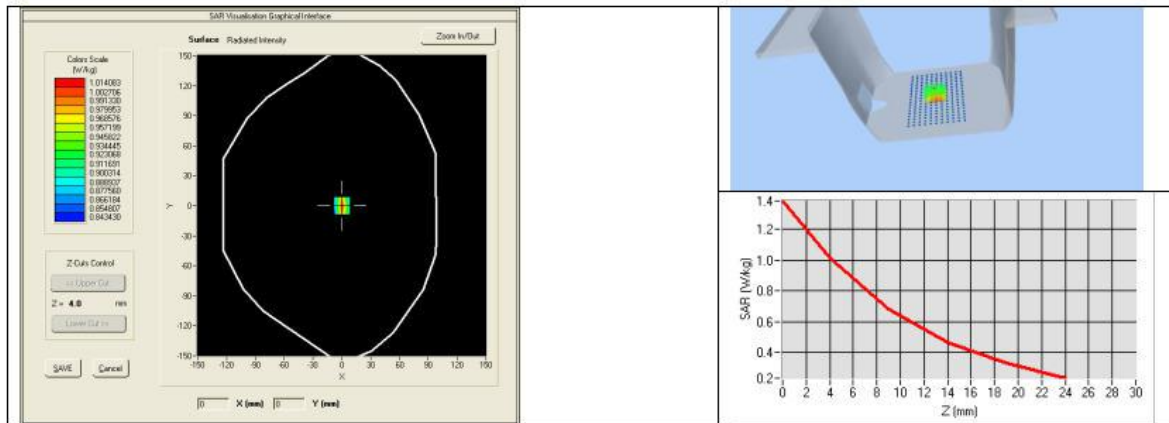 SAR Visualisation Graphical Interface
Surface Radiated Intensity
Zoom In/Out
Colors Scale
(W/kg)
1.014083
1.002706
0.991330
0.979953
0.968576
0.957199
0.945822
0.934445
0.923068
0.911691
0.900314
0.888937
0.877560
0.866184
0.854807
0.843430
Z-Cuts Control
<< Upper Cut
Z = 4.0 mm
Lower Cut >>
SAVE Cancel
150
120
90
60
30
0
-30
-60
-90
-120
-150
Y
-150 -120 -90 -60 -30 0 30 60 90 120 150
X
0 X (mm) 0 Y (mm)
1.4
1.2
1.0
0.8
0.6
0.4
0.2
SAR (W/kg)
0 2 4 6 8 10 12 14 16 18 20 22 24 26 28 30
Z (mm)